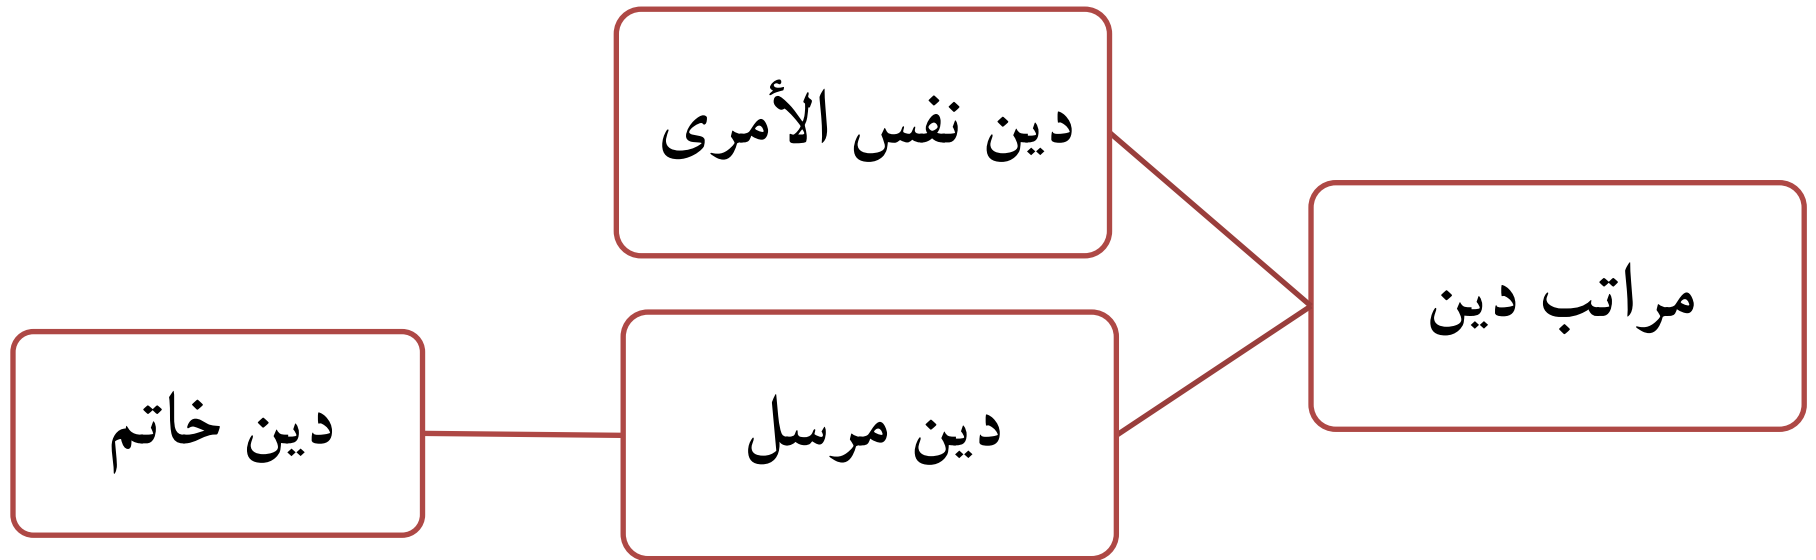 مراتب دین
دین نفس الأمری
دین مرسل
دین خاتم